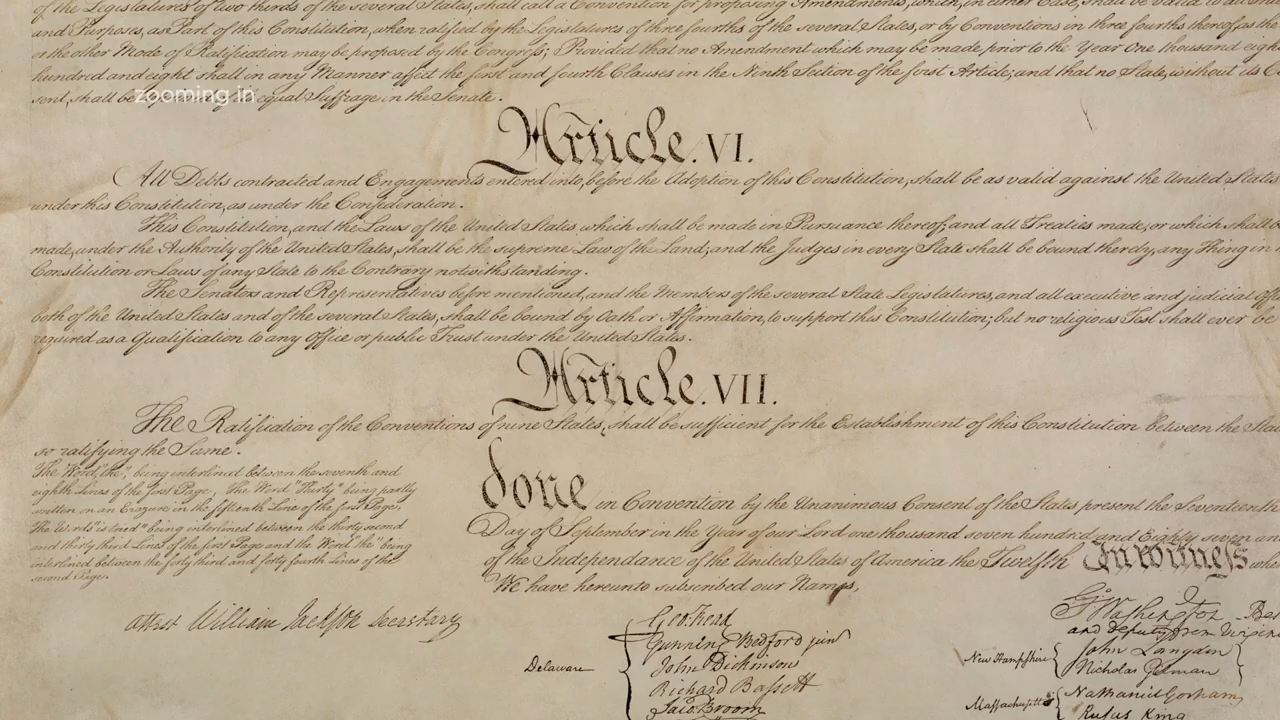 of the Legislatures of two thirds of the several States, shall call a Convention for proposing Amendments, which, in either Case, shall be valid to all
and Purposes, as Part of this Constitution, when ratified by the Legislatures of three fourths of the several States, or by Conventions in three fourths thereof, as the
or the other Mode of Ratification may be proposed by the Congress; Provided that no Amendment which may be made prior to the Year One thousand eigh
hundred and eight shall in any Manner affect the first and fourth Clauses in the Ninth Section of the first Article; and that no State, without its C
sent, shall be equal Suffrage in the Senate.
zooming in
Article. VI.
All Debts contracted and Engagements entered into, before the Adoption of this Constitution, shall be as valid against the United States
under this Constitution, as under the Confederation.
This Constitution, and the Laws of the United States which shall be made in Pursuance thereof; and all Treaties made, or which shall b
made, under the Authority of the United States, shall be the supreme Law of the Land; and the Judges in every State shall be bound thereby, any Thing in
Constitution or Laws of any State to the Contrary notwithstanding.
The Senators and Representatives before mentioned, and the Members of the several State Legislatures, and all executive and judicial Off
both of the United States and of the several States, shall be bound by Oath or Affirmation, to support this Constitution; but no religious Test shall ever be
required as a Qualification to any Office or public Trust under the United States.
Article. VII.
The Ratification of the Conventions of nine States, shall be sufficient for the Establishment of this Constitution between the Sta
so ratifying the Same.
The Word, "the", being interlined between the seventh and
eighth Lines of the first Page, The Word "Thirty" being partly
written on an Erazure in the fifteenth Line of the first Page,
The Words "is tried" being interlined between the thirty second
and thirty third Lines of the first Page and the Word "the" being
interlined between the forty third and forty fourth Lines of the
second Page.
Attest William Jackson Secretary
done in Convention by the Unanimous Consent of the States present the Seventeenth
Day of September in the Year of our Lord one thousand seven hundred and Eighty seven an
of the Independance of the United States of America the Twelfth In witness wher
We have hereunto subscribed our Names,
Delaware
Geo: Read
Gunning Bedford jun
John Dickinson
Richard Bassett
Jaco: Broom
Go Washington
and deputy from Virgin
New Hampshire
John Langdon
Nicholas Gilman
Massachusetts
Nathaniel Gorham
Rufus King